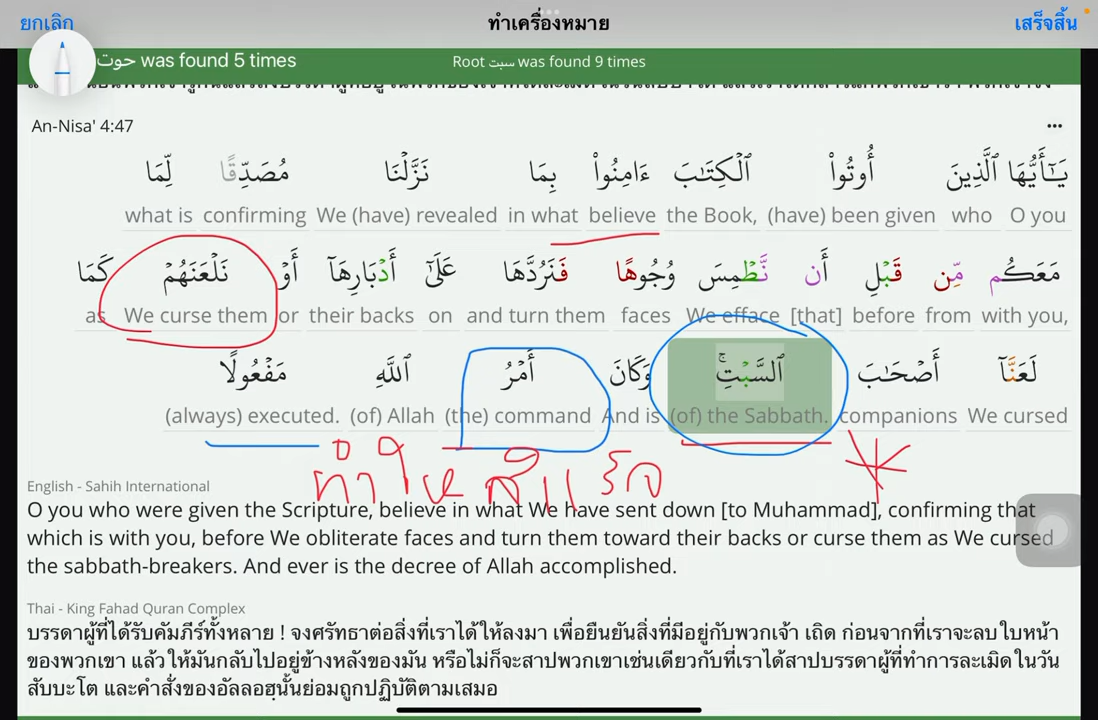 ยกเลิก ทำเครื่องหมาย เสร็จสิ้น
حوت was found 5 times Root سبت was found 9 times
An-Nisa' 4:47
يَـٰٓأَيُّهَا ٱلَّذِينَ أُوتُوا۟ ٱلْكِتَـٰبَ ءَامِنُوا۟ بِمَا نَزَّلْنَا مُصَدِّقًا لِّمَا
what is confirming We (have) revealed in what believe the Book, (have) been given who O you
مَعَكُم مِّن قَبْلِ أَن نَّطْمِسَ وُجُوهًا فَنَرُدَّهَا عَلَىٰٓ أَدْبَارِهَآ أَوْ نَلْعَنَهُمْ كَمَا
as We curse them or their backs on and turn them faces We efface [that] before from with you,
لَعَنَّآ أَصْحَـٰبَ ٱلسَّبْتِ ۚ وَكَانَ أَمْرُ ٱللَّهِ مَفْعُولًا
(always) executed. (of) Allah (the) command And is (of) the Sabbath. companions We cursed
ทำให้สำเร็จ
English - Sahih International
O you who were given the Scripture, believe in what We have sent down [to Muhammad], confirming that
which is with you, before We obliterate faces and turn them toward their backs or curse them as We cursed
the sabbath-breakers. And ever is the decree of Allah accomplished.
Thai - King Fahad Quran Complex
บรรดาผู้ที่ได้รับคัมภีร์ทั้งหลาย ! จงศรัทธาต่อสิ่งที่เราได้ให้ลงมา เพื่อยืนยันสิ่งที่มีอยู่กับพวกเจ้า เถิด ก่อนจากที่เราจะลบใบหน้า
ของพวกเขา แล้วให้มันกลับไปอยู่ข้างหลังของมัน หรือไม่ก็จะสาปพวกเขาเช่นเดียวกับที่เราได้สาปบรรดาผู้ที่ทำการละเมิดในวัน
สับบะโต และคำสั่งของอัลลอฮฺนั้นย่อมถูกปฏิบัติตามเสมอ